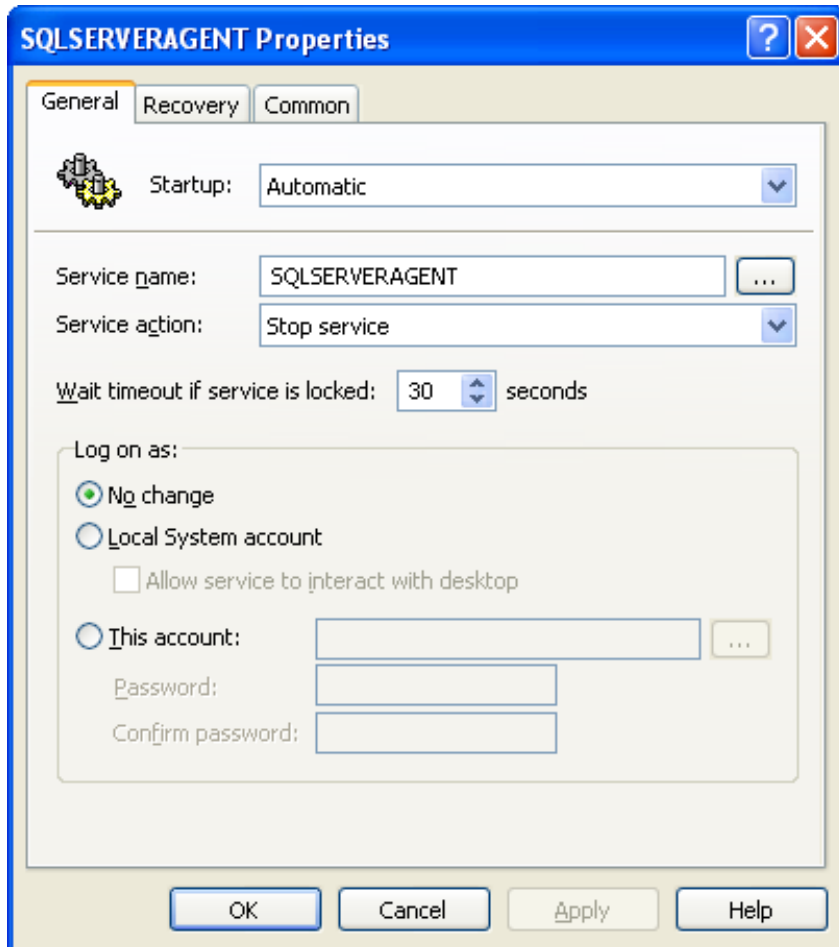 SQLSERVERAGENT Properties
General Recovery Common
Startup: Automatic
Service name: SQLSERVERAGENT ...
Service action: Stop service
Wait timeout if service is locked: 30 seconds
Log on as:
No change
Local System account
Allow service to interact with desktop
This account: ...
Password:
Confirm password:
OK Cancel Apply Help